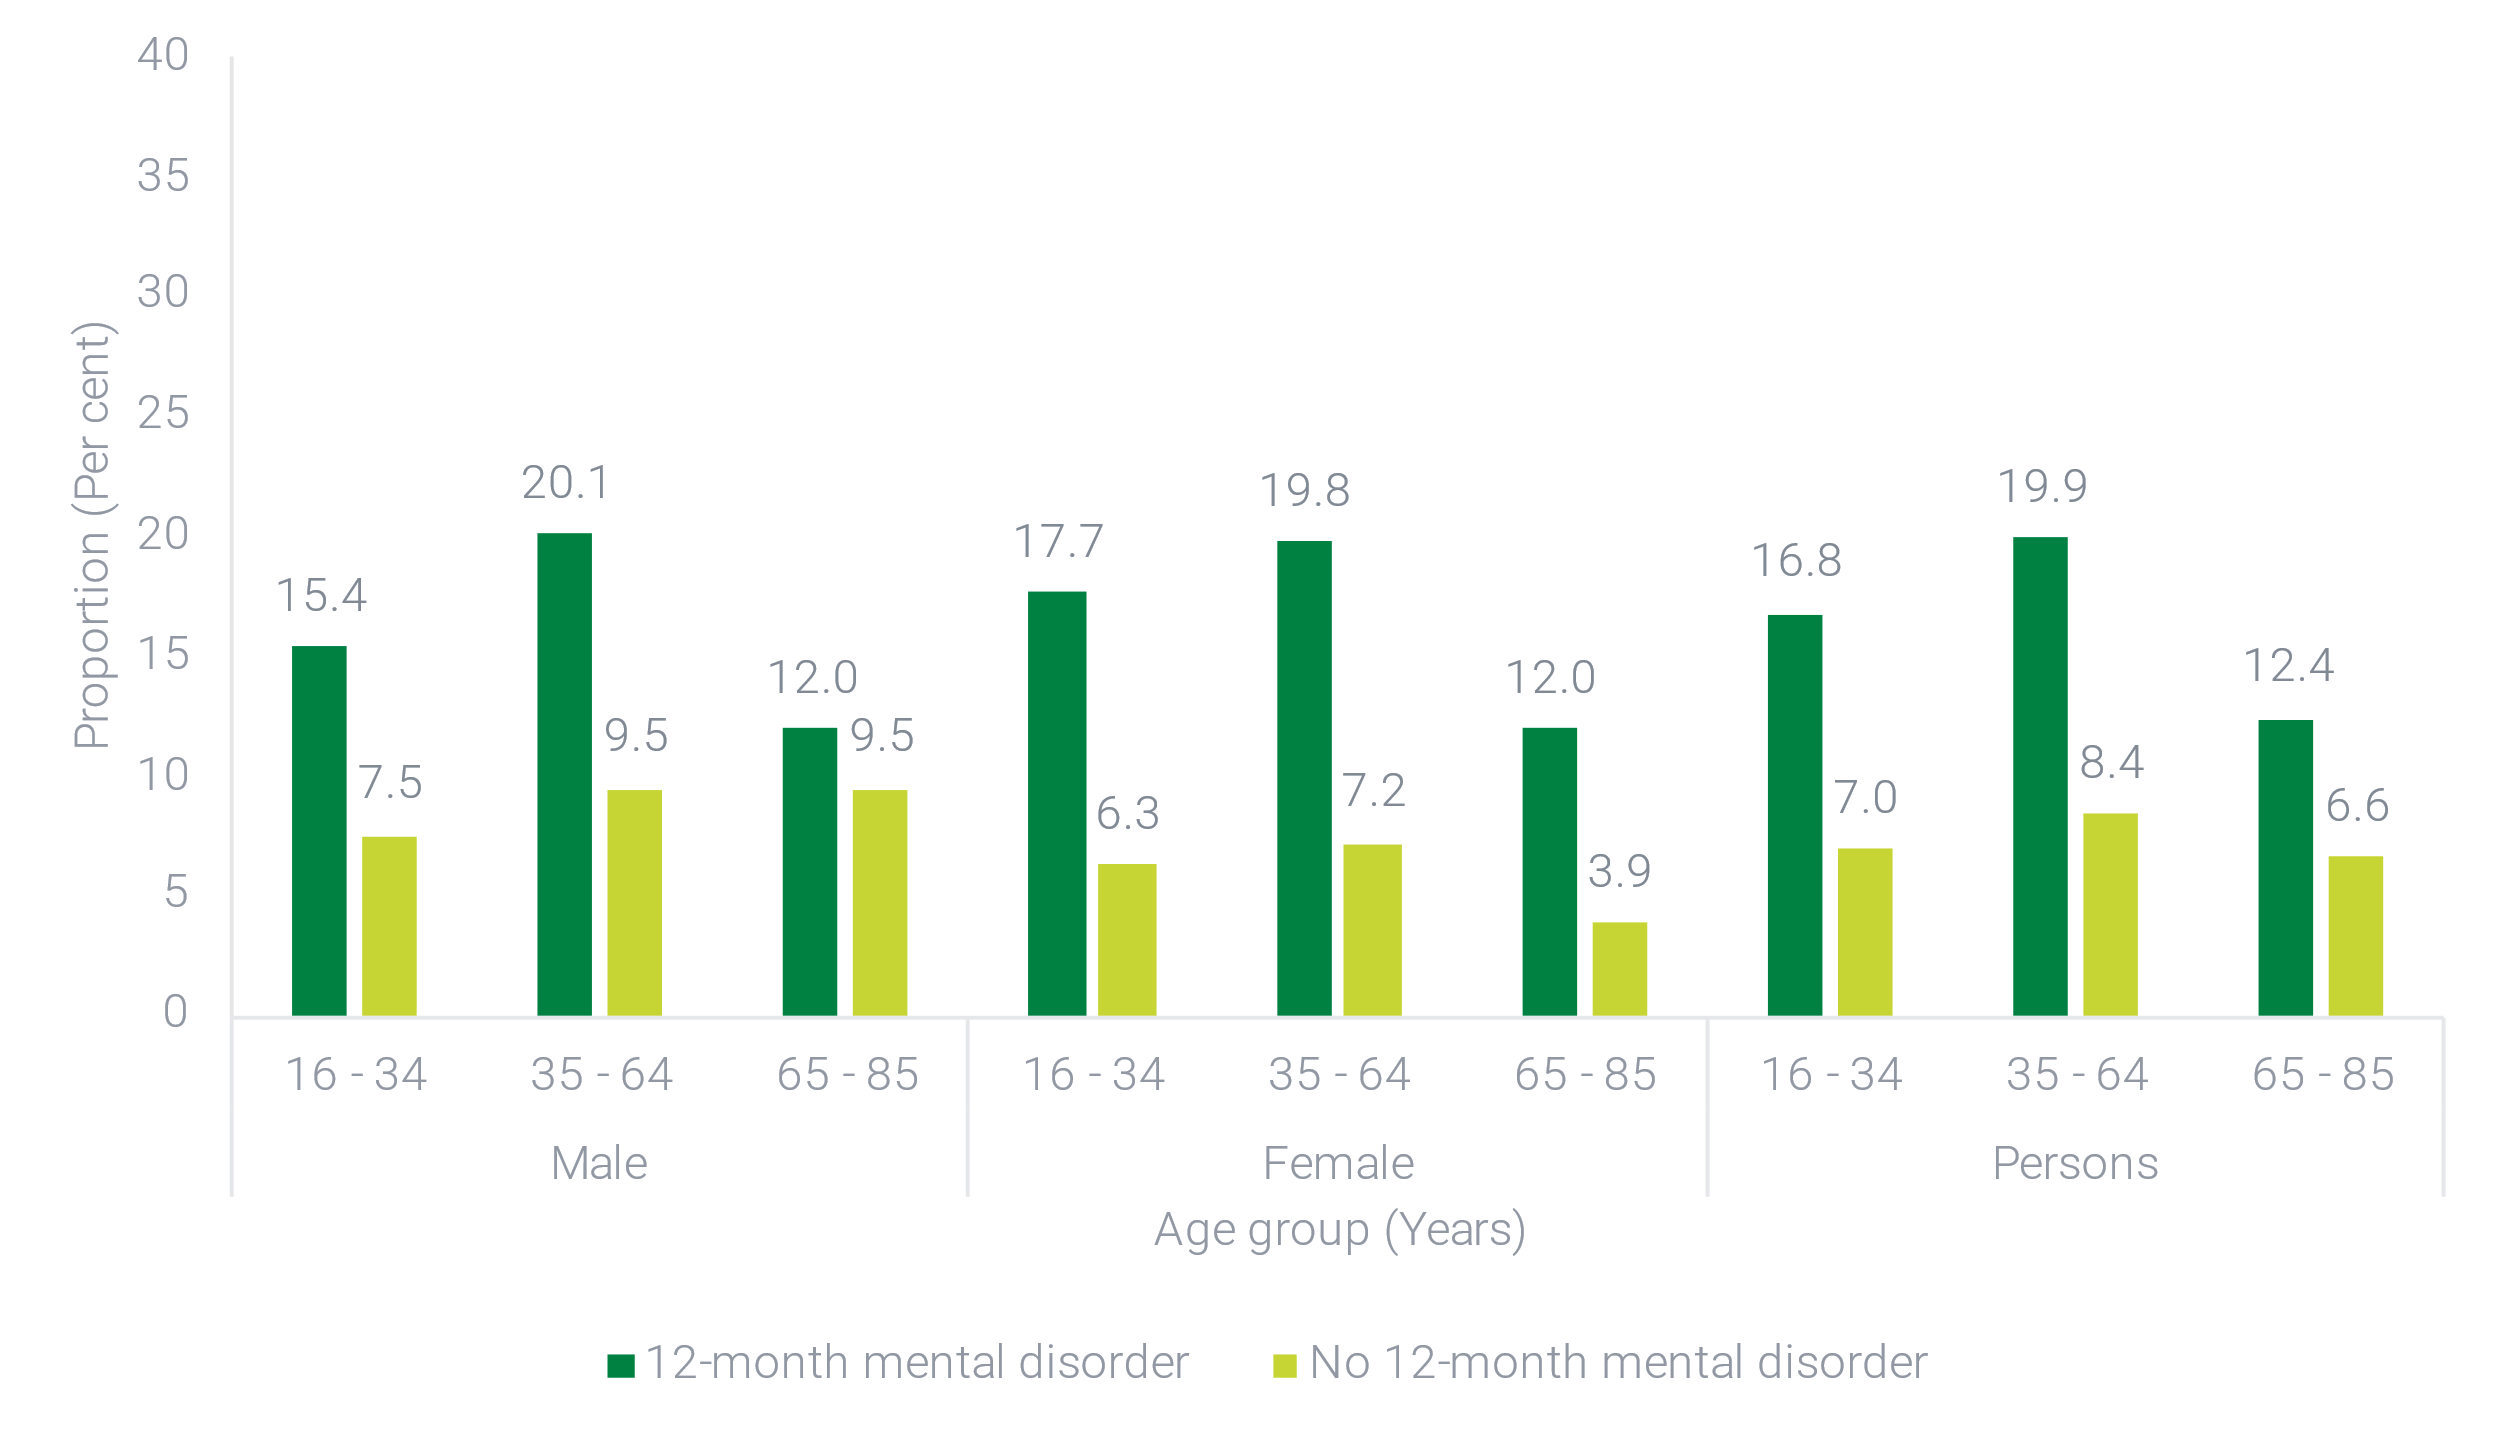 40
35
30
25
20
15
10
5
0
Proportion (Per cent)
15.4
7.5
20.1
9.5
12.0
9.5
17.7
6.3
19.8
7.2
12.0
3.9
16.8
7.0
19.9
8.4
12.4
6.6
16 - 34
35 - 64
65 - 85
16 - 34
35 - 64
65 - 85
16 - 34
35 - 64
65 - 85
Male
Female
Persons
Age group (Years)
12-month mental disorder
No 12-month mental disorder